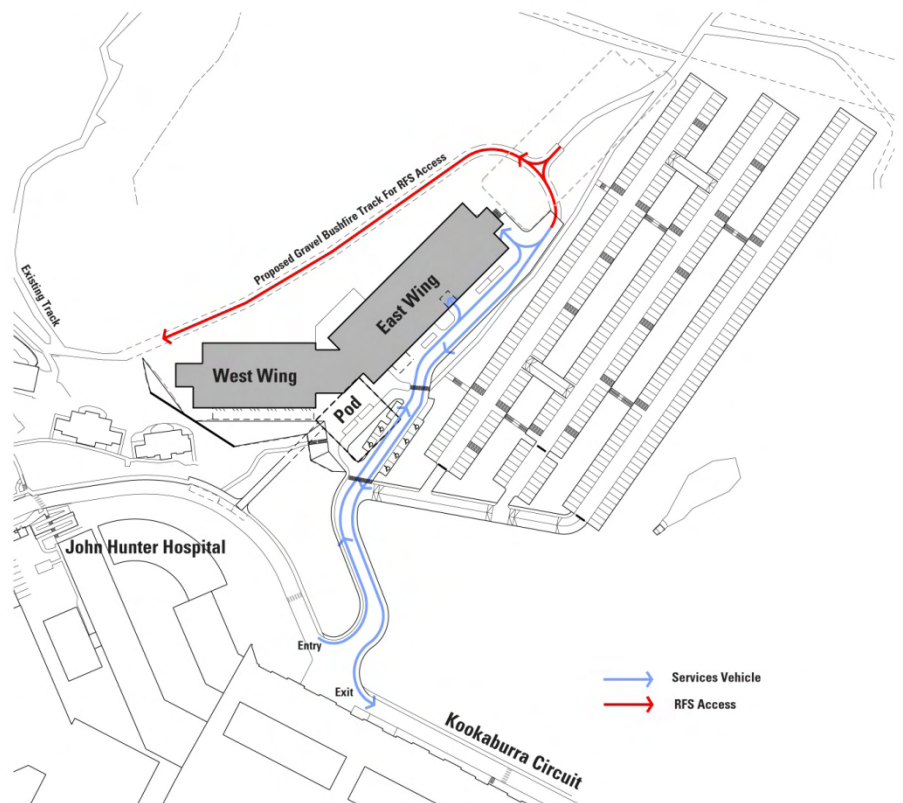 Proposed Gravel Bushfire Track For RFS Access
Existing Track
East Wing
West Wing
Pod
John Hunter Hospital
Entry
Exit
Services Vehicle
RFS Access
Kookaburra Circuit